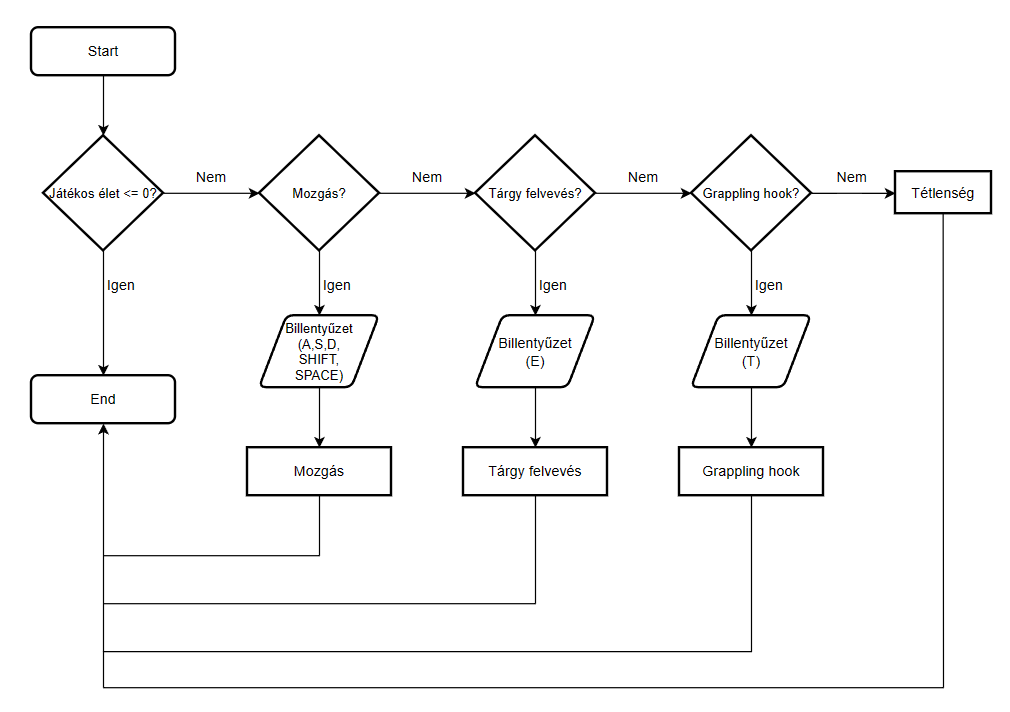 Start
Játékos élet <= 0?
Nem
Mozgás?
Nem
Tárgy felvevés?
Nem
Grappling hook?
Nem
Tétlenség
Igen
Igen
Igen
Igen
Billentyűzet
(A,S,D,
SHIFT,
SPACE)
Billentyűzet
(E)
Billentyűzet
(T)
End
Mozgás
Tárgy felvevés
Grappling hook